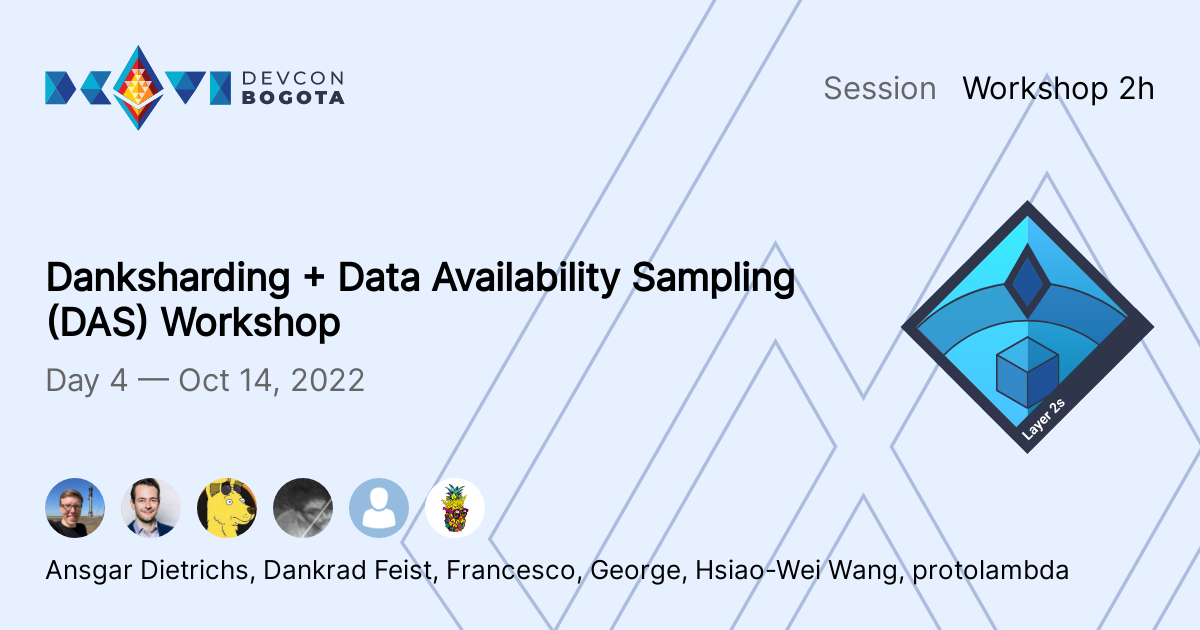 DEVCON
BOGOTA
Session Workshop 2h
Danksharding + Data Availability Sampling
(DAS) Workshop
Day 4 — Oct 14, 2022
Layer 2s
Ansgar Dietrichs, Dankrad Feist, Francesco, George, Hsiao-Wei Wang, protolambda